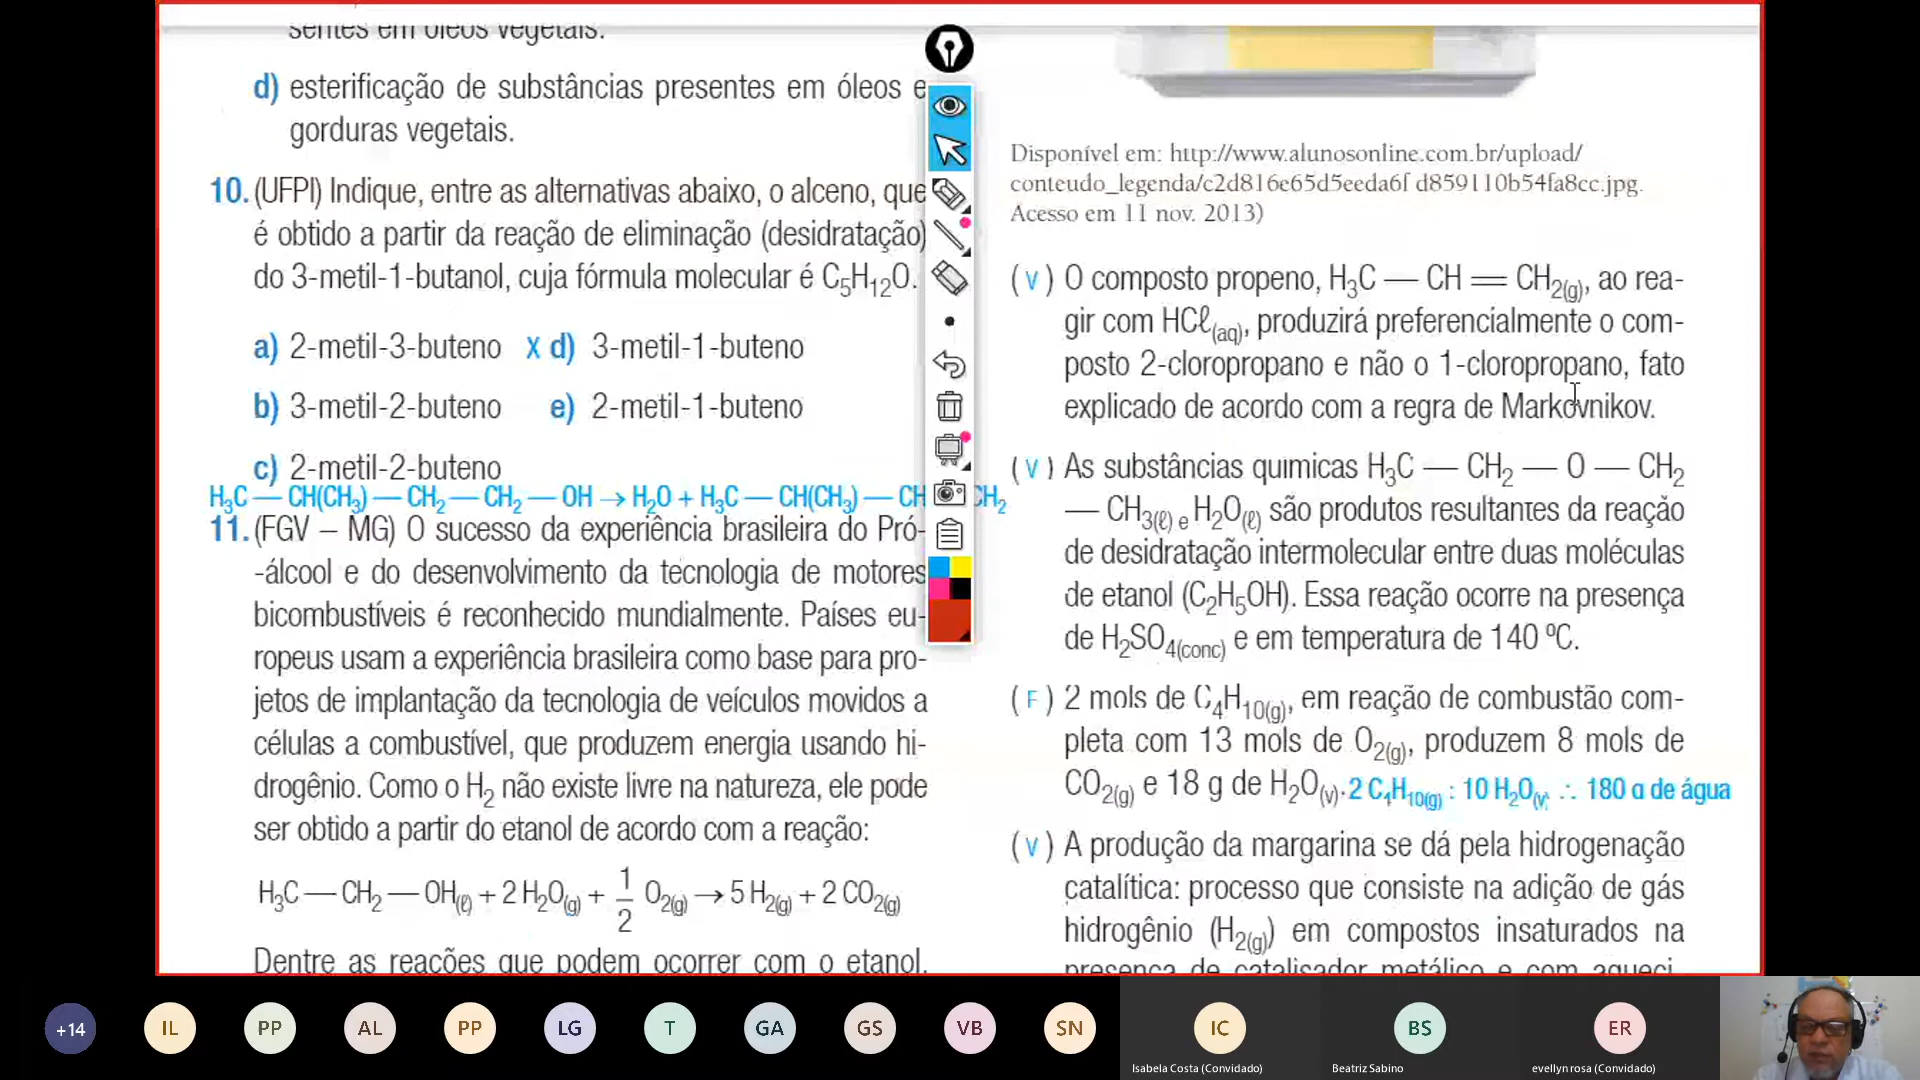 sentes em óleos vegetais.
d) esterificação de substâncias presentes em óleos e
gorduras vegetais.
10. (UFPI) Indique, entre as alternativas abaixo, o alceno, que
é obtido a partir da reação de eliminação (desidratação)
do 3-metil-1-butanol, cuja fórmula molecular é C5H12O.
a) 2-metil-3-buteno x d) 3-metil-1-buteno
b) 3-metil-2-buteno e) 2-metil-1-buteno
c) 2-metil-2-buteno
H3C — CH(CH3) — CH2 — CH2 — OH → H2O + H3C — CH(CH3) — CH CH2
11. (FGV – MG) O sucesso da experiência brasileira do Pró-
-álcool e do desenvolvimento da tecnologia de motores
bicombustíveis é reconhecido mundialmente. Países eu-
ropeus usam a experiência brasileira como base para pro-
jetos de implantação da tecnologia de veículos movidos a
células a combustível, que produzem energia usando hi-
drogênio. Como o H2 não existe livre na natureza, ele pode
ser obtido a partir do etanol de acordo com a reação:
H3C — CH2 — OH(ℓ) + 2 H2O(g) + 1/2 O2(g) → 5 H2(g) + 2 CO2(g)
Dentre as reações que podem ocorrer com o etanol,
Disponível em: http://www.alunosonline.com.br/upload/
conteudo_legenda/c2d816e65d5eeda6f d859110b54fa8cc.jpg.
Acesso em 11 nov. 2013)
( V ) O composto propeno, H3C — CH = CH2(g), ao rea-
gir com HCℓ(aq), produzirá preferencialmente o com-
posto 2-cloropropano e não o 1-cloropropano, fato
explicado de acordo com a regra de Markovnikov.
( V ) As substâncias químicas H3C — CH2 — O — CH2
— CH3(ℓ) e H2O(ℓ) são produtos resultantes da reação
de desidratação intermolecular entre duas moléculas
de etanol (C2H5OH). Essa reação ocorre na presença
de H2SO4(conc) e em temperatura de 140 ºC.
( F ) 2 mols de C4H10(g), em reação de combustão com-
pleta com 13 mols de O2(g), produzem 8 mols de
CO2(g) e 18 g de H2O(v). 2 C4H10(g) : 10 H2O(v) ∴ 180 g de água
( V ) A produção da margarina se dá pela hidrogenação
catalítica: processo que consiste na adição de gás
hidrogênio (H2(g)) em compostos insaturados na
presença de catalisador metálico e com aqueci-
+14 IL PP AL PP LG T GA GS VB SN IC BS ER
Isabela Costa (Convidado) Beatriz Sabino evellyn rosa (Convidado)